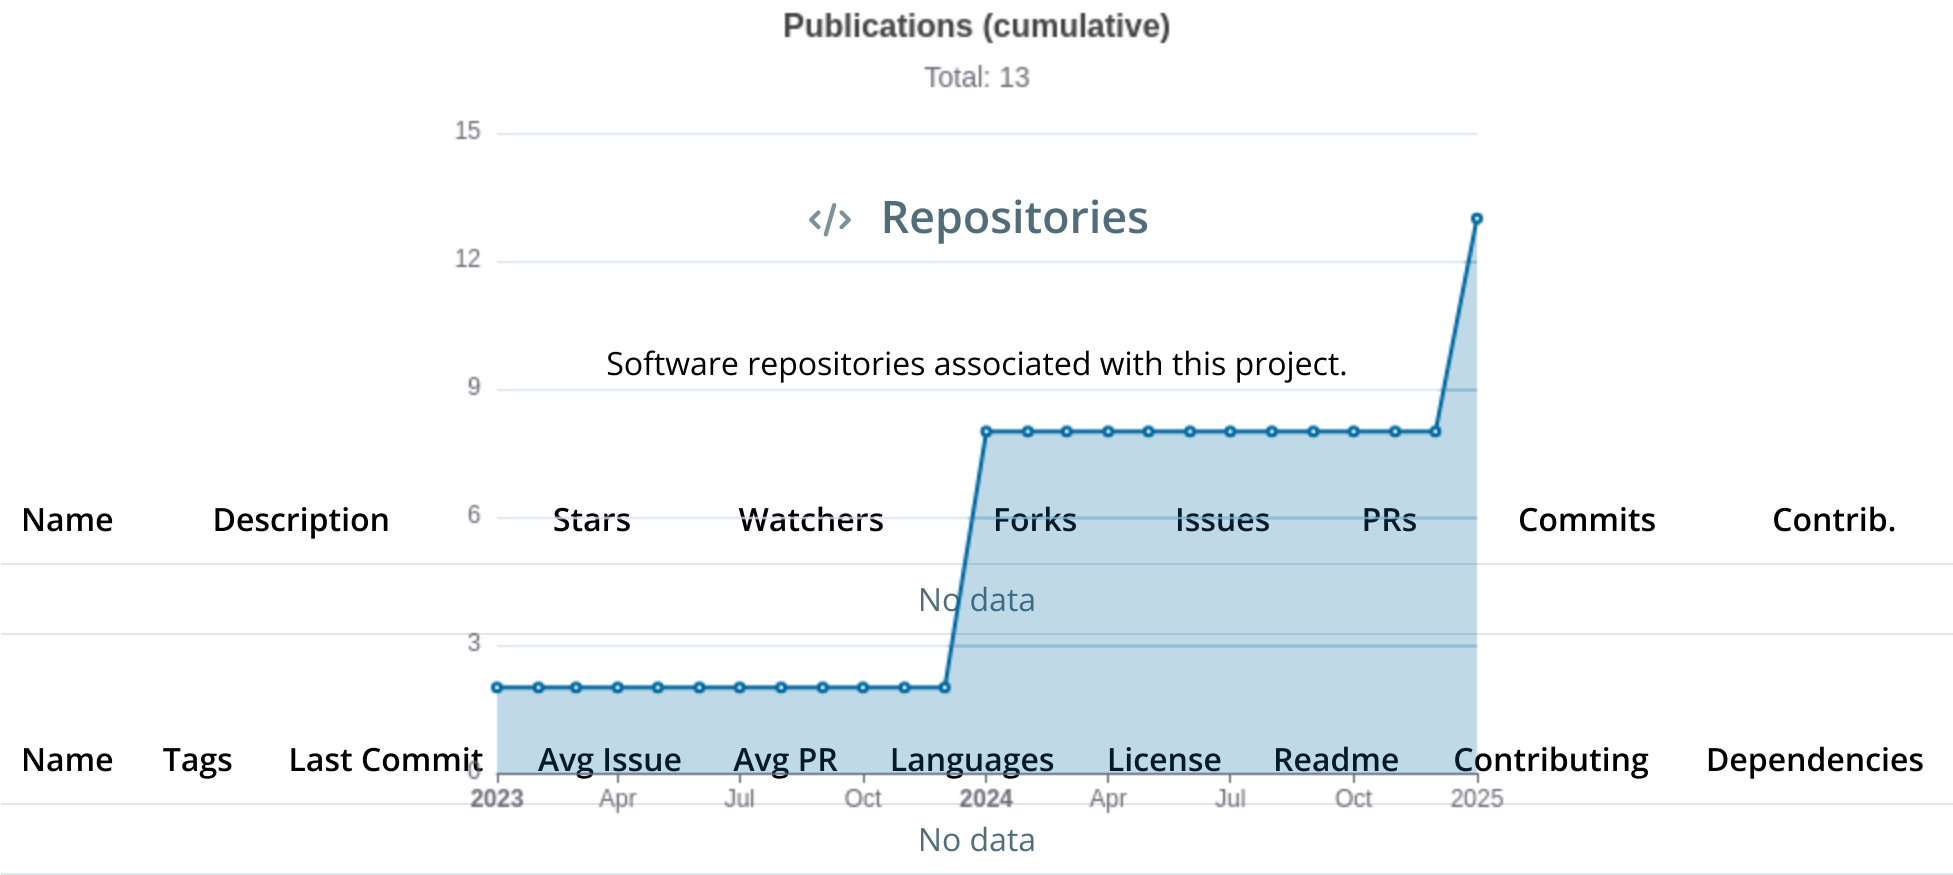 Publications (cumulative)
Total: 13
15
</> Repositories
12
Software repositories associated with this project.
9
6
Name Description Stars Watchers Forks Issues PRs Commits Contrib.
No data
3
Name Tags Last Commit Avg Issue Avg PR Languages License Readme Contributing Dependencies
0
2023 Apr Jul Oct 2024 Apr Jul Oct 2025
No data